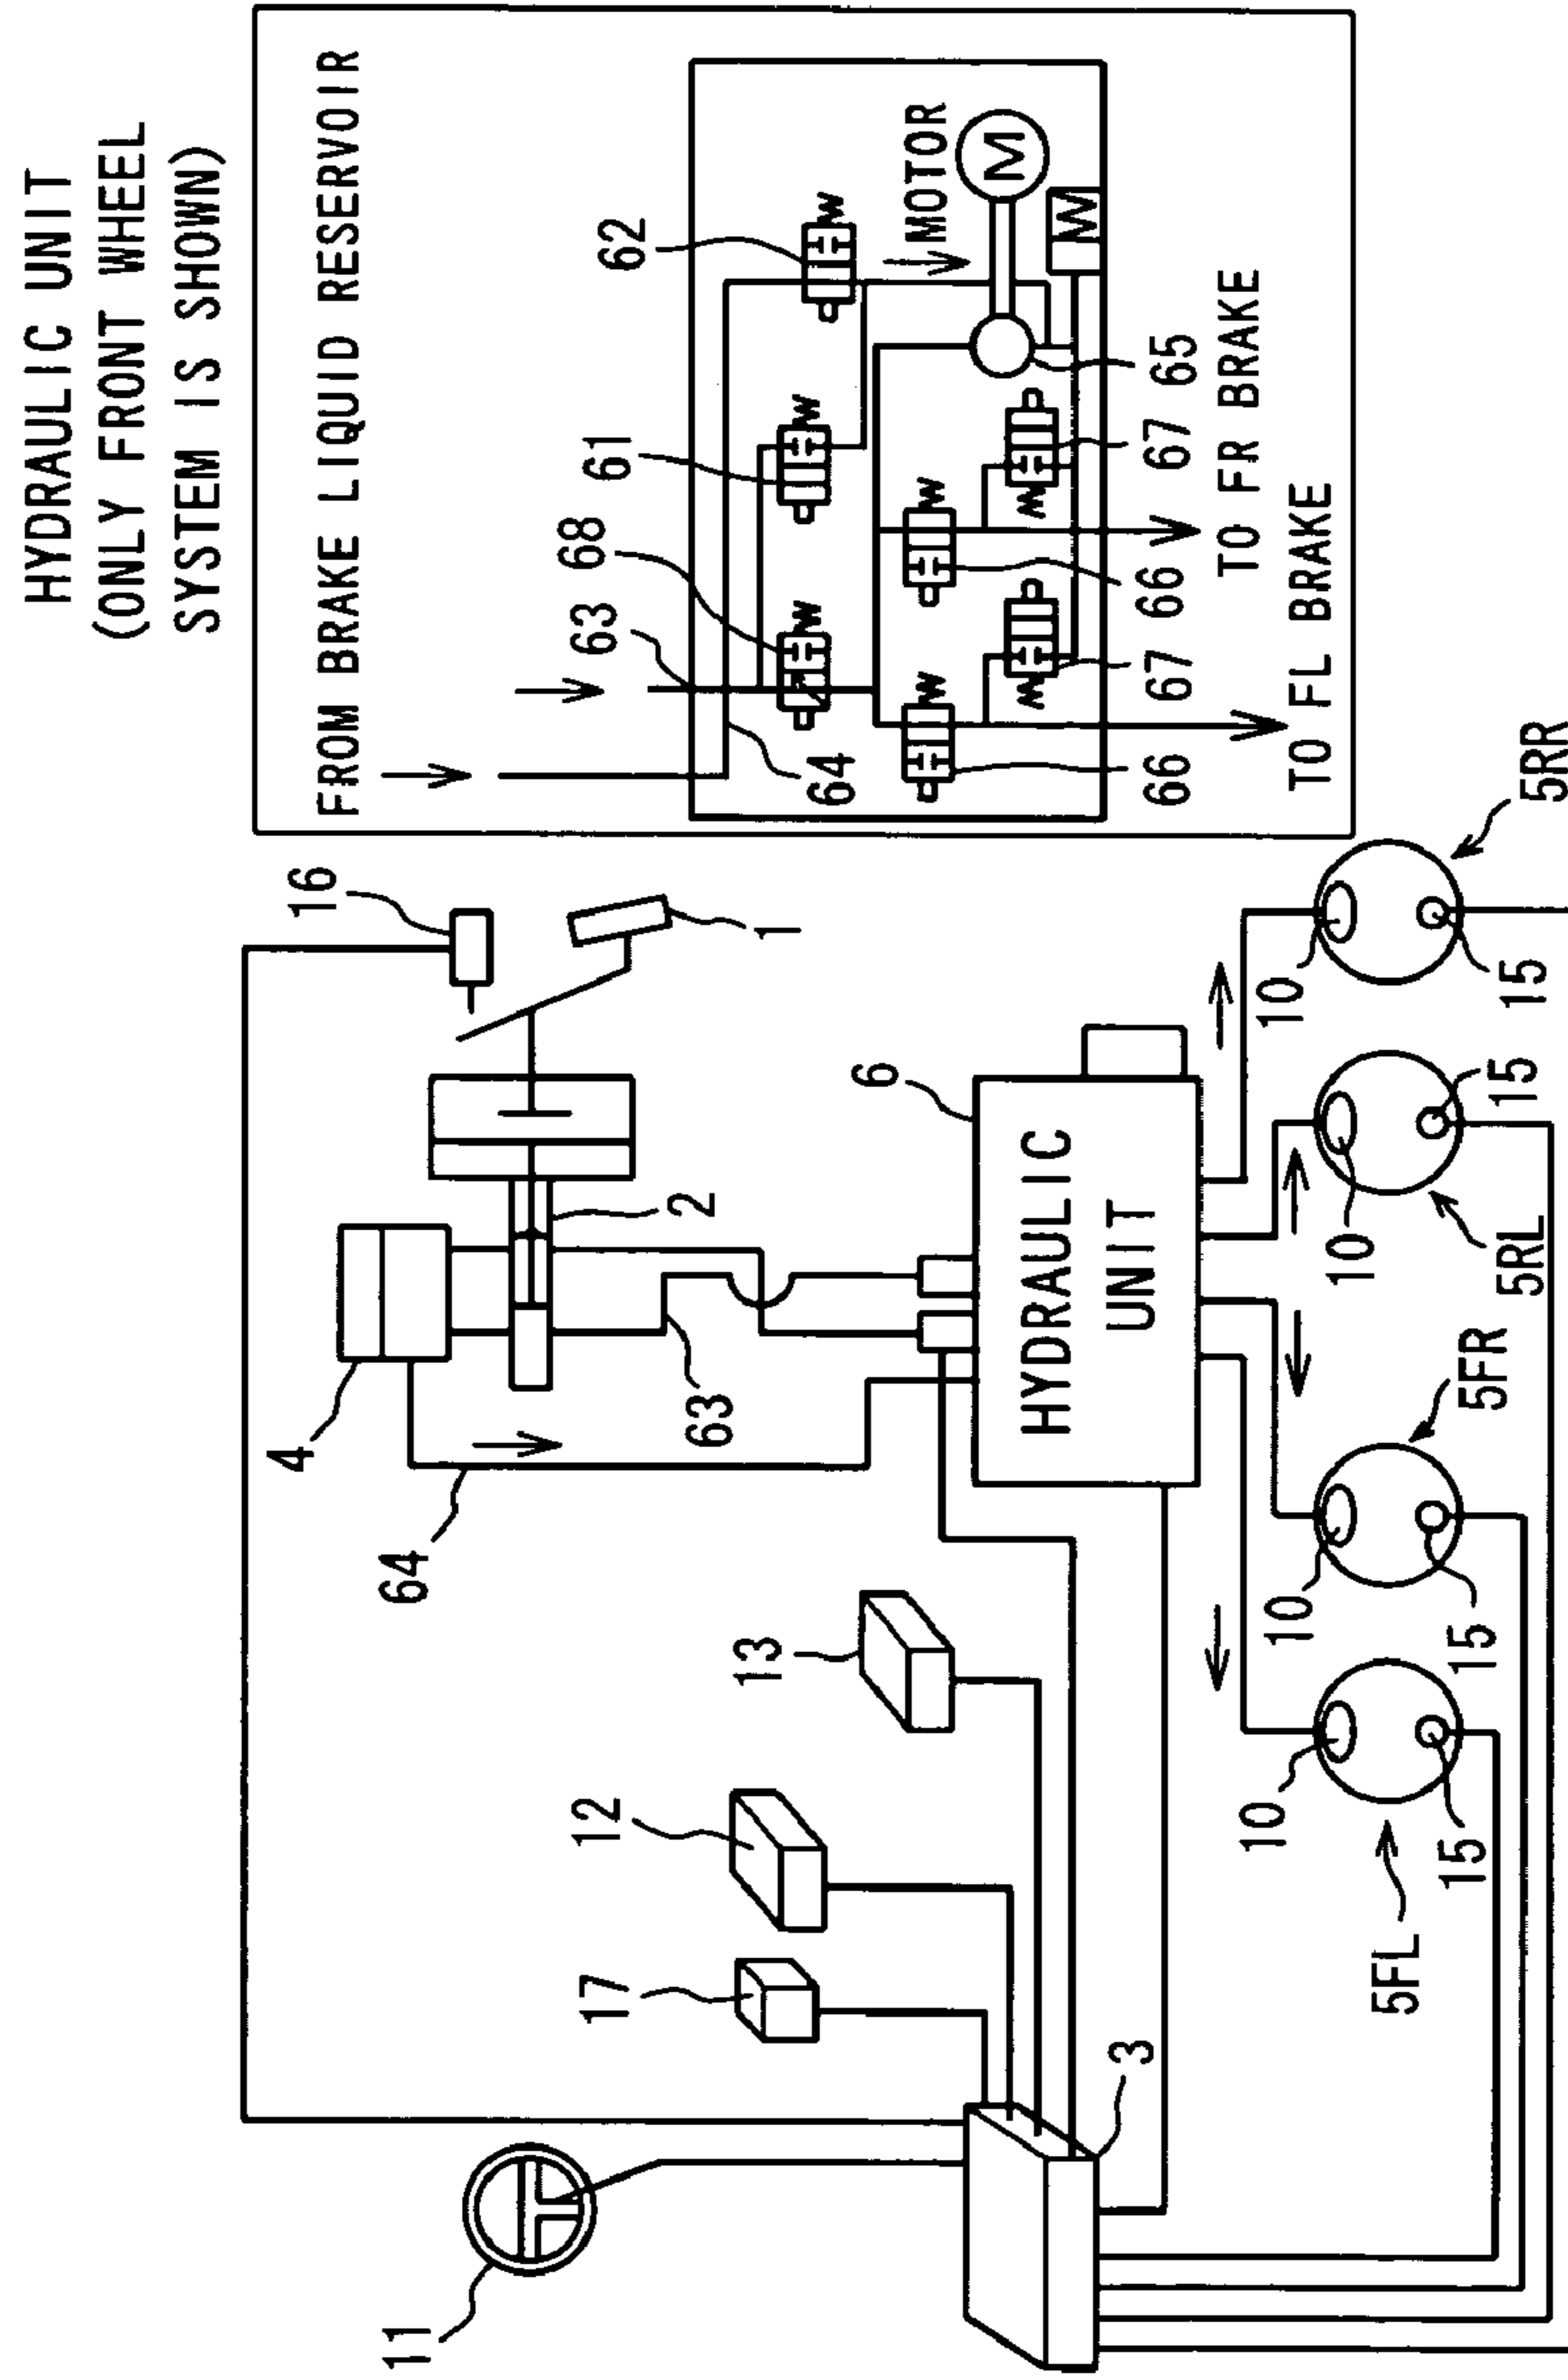 HYDRAULIC UNIT
(ONLY FRONT WHEEL
SYSTEM IS SHOWN)
FROM BRAKE LIQUID RESERVOIR
62
61
68
63
64
MOTOR
M
65
67
66
67
66
TO FR BRAKE
TO FL BRAKE
16
1
2
4
63
64
6
HYDRAULIC
UNIT
13
12
17
11
3
10
15
5RR
10
15
5RL
10
15
5FR
10
15
5FL